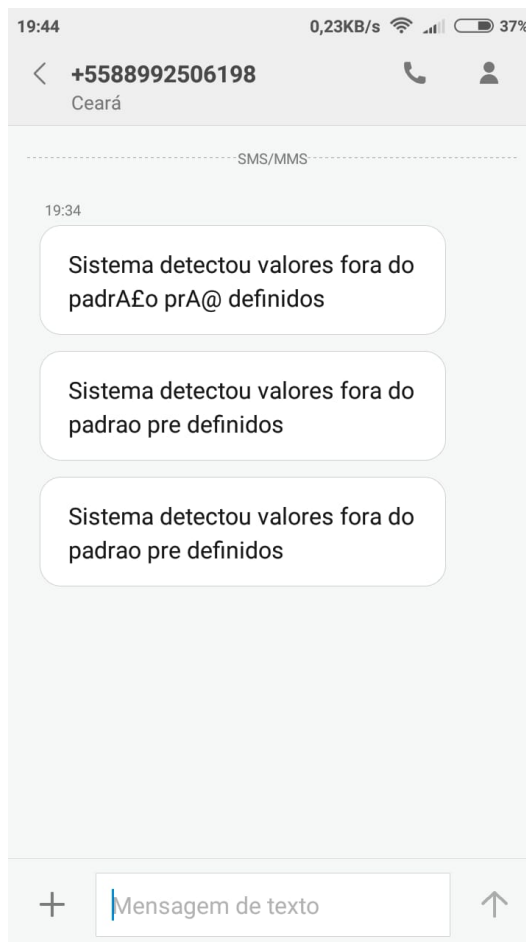 19:44 0,23KB/s 37%
+5588992506198
Ceará
SMS/MMS
19:34
Sistema detectou valores fora do
padrA£o prA@ definidos
Sistema detectou valores fora do
padrao pre definidos
Sistema detectou valores fora do
padrao pre definidos
Mensagem de texto